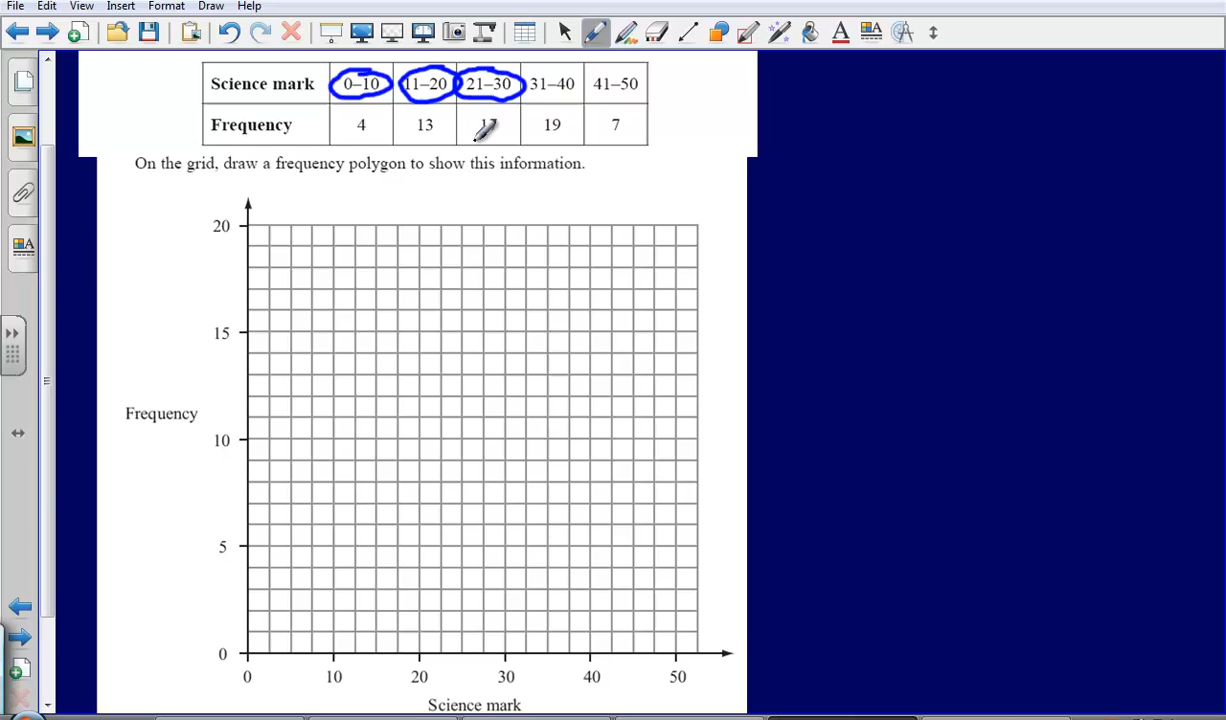 File Edit View Insert Format Draw Help
Science mark 0–10 11–20 21–30 31–40 41–50
Frequency 4 13 19 7
On the grid, draw a frequency polygon to show this information.
20
15
Frequency
10
5
0
0 10 20 30 40 50
Science mark